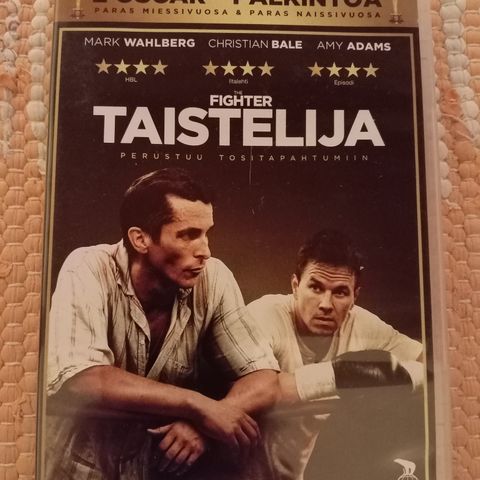 2 OSCAR® PALKINTOA
PARAS MIESSIVUOSA & PARAS NAISSIVUOSA
MARK WAHLBERG CHRISTIAN BALE AMY ADAMS
HBL Iltalehti Episodi
THE
FIGHTER
TAISTELIJA
PERUSTUU TOSITAPAHTUMIIN